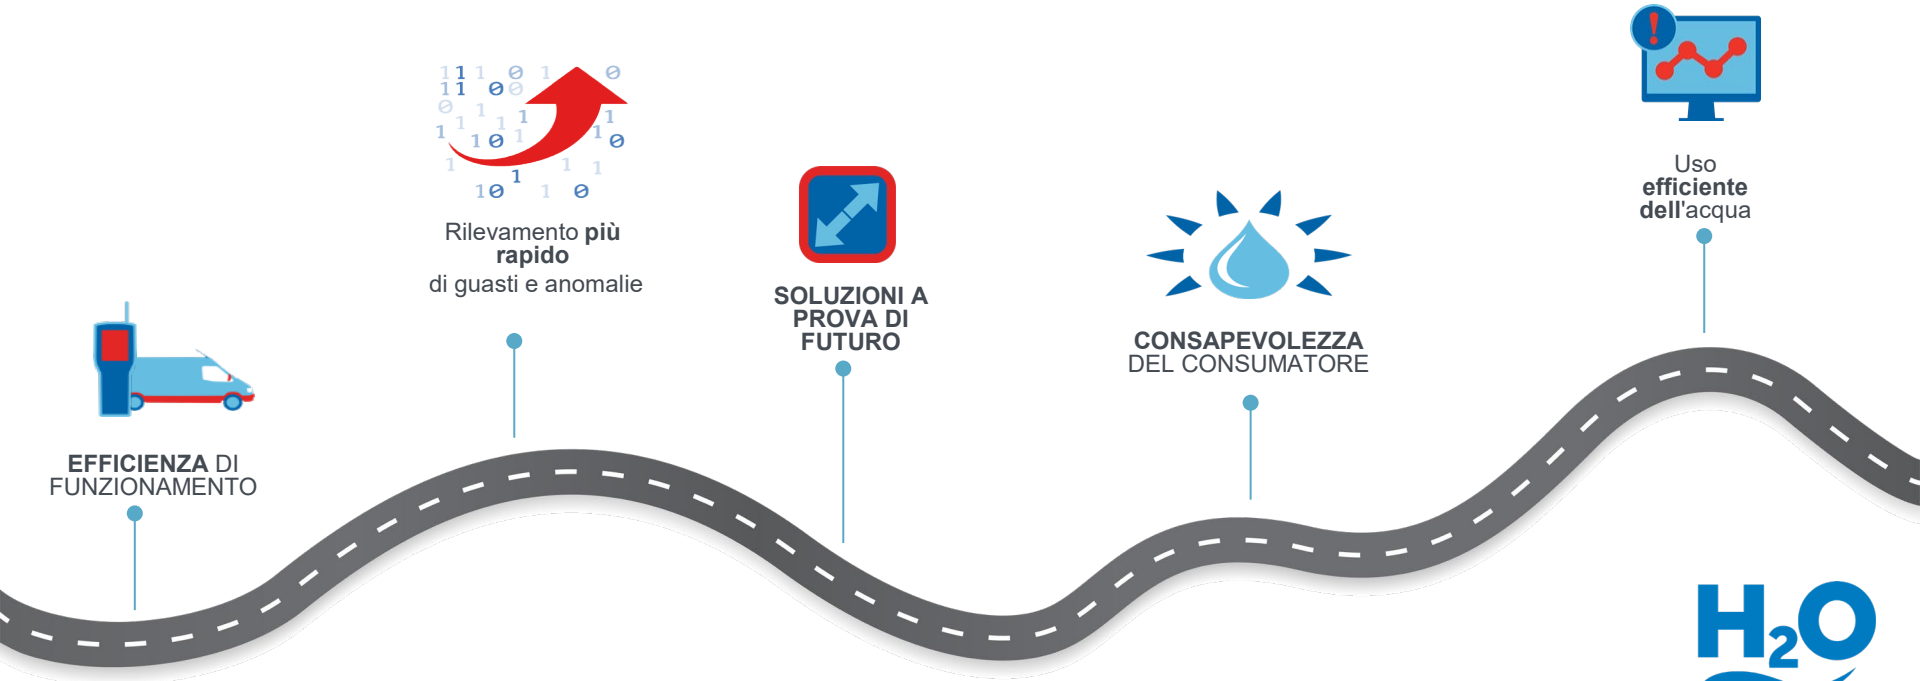 EFFICIENZA DI
FUNZIONAMENTO
Rilevamento più
rapido
di guasti e anomalie
SOLUZIONI A
PROVA DI
FUTURO
CONSAPEVOLEZZA
DEL CONSUMATORE
Uso
efficiente
dell'acqua
H₂O